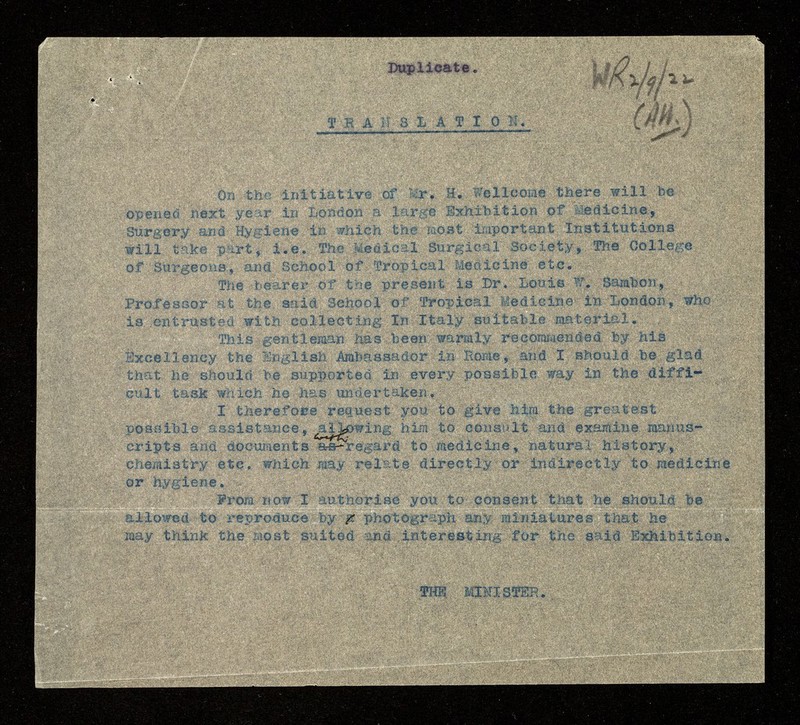 Duplicate.
WR 2/9/22
(AH.)
TRANSLATION.
On the initiative of Mr. H. Wellcome there will be
opened next year in London a large Exhibition of Medicine,
Surgery and Hygiene in which the most important Institutions
will take part, i.e. The Medical Surgical Society, The College
of Surgeons, and School of Tropical Medicine etc.
The bearer of the present is Dr. Louis W. Sambon,
Professor at the said School of Tropical Medicine in London, who
is entrusted with collecting In Italy suitable material.
This gentleman has been warmly recommended by his
Excellency the English Ambassador in Rome, and I should be glad
that he should be supported in every possible way in the diffi-
cult task which he has undertaken.
I therefore request you to give him the greatest
possible assistance, allowing him to consult and examine manus-
with
cripts and documents as regard to medicine, natural history,
chemistry etc. which may relate directly or indirectly to medicine
or hygiene.
From now I authorise you to consent that he should be
allowed to reproduce by photograph any miniatures that he
may think the most suited and interesting for the said Exhibition.
THE MINISTER.